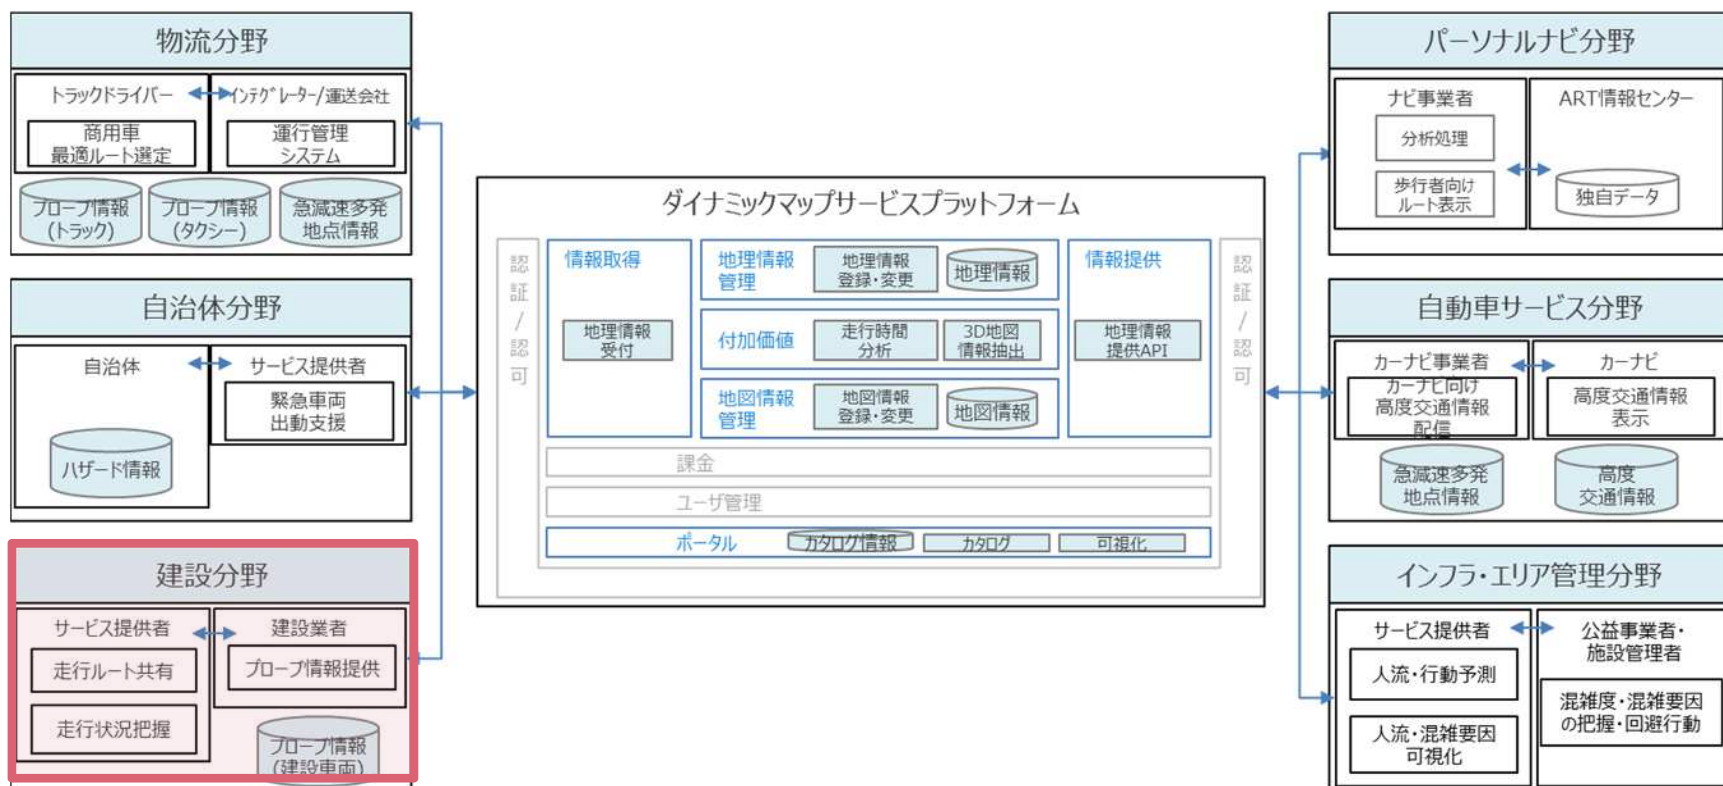 物流分野
トラックドライバー
インテグレーター/運送会社
商用車
最適ルート選定
運行管理
システム
プローブ情報
(トラック)
プローブ情報
(タクシー)
急減速多発
地点情報
自治体分野
自治体
サービス提供者
緊急車両
出動支援
ハザード情報
建設分野
サービス提供者
建設業者
走行ルート共有
プローブ情報提供
走行状況把握
プローブ情報
(建設車両)
ダイナミックマップサービスプラットフォーム
認証/認可
情報取得
地理情報
受付
地理情報
管理
地理情報
登録・変更
地理情報
付加価値
走行時間
分析
3D地図
情報抽出
地図情報
管理
地図情報
登録・変更
地図情報
情報提供
地理情報
提供API
認証/認可
課金
ユーザ管理
ポータル
カタログ情報
カタログ
可視化
パーソナルナビ分野
ナビ事業者
ART情報センター
分析処理
歩行者向け
ルート表示
独自データ
自動車サービス分野
カーナビ事業者
カーナビ
カーナビ向け
高度交通情報
配信
高度交通情報
表示
急減速多発
地点情報
高度
交通情報
インフラ・エリア管理分野
サービス提供者
公益事業者・
施設管理者
人流・行動予測
人流・混雑要因
可視化
混雑度・混雑要因
の把握・回避行動